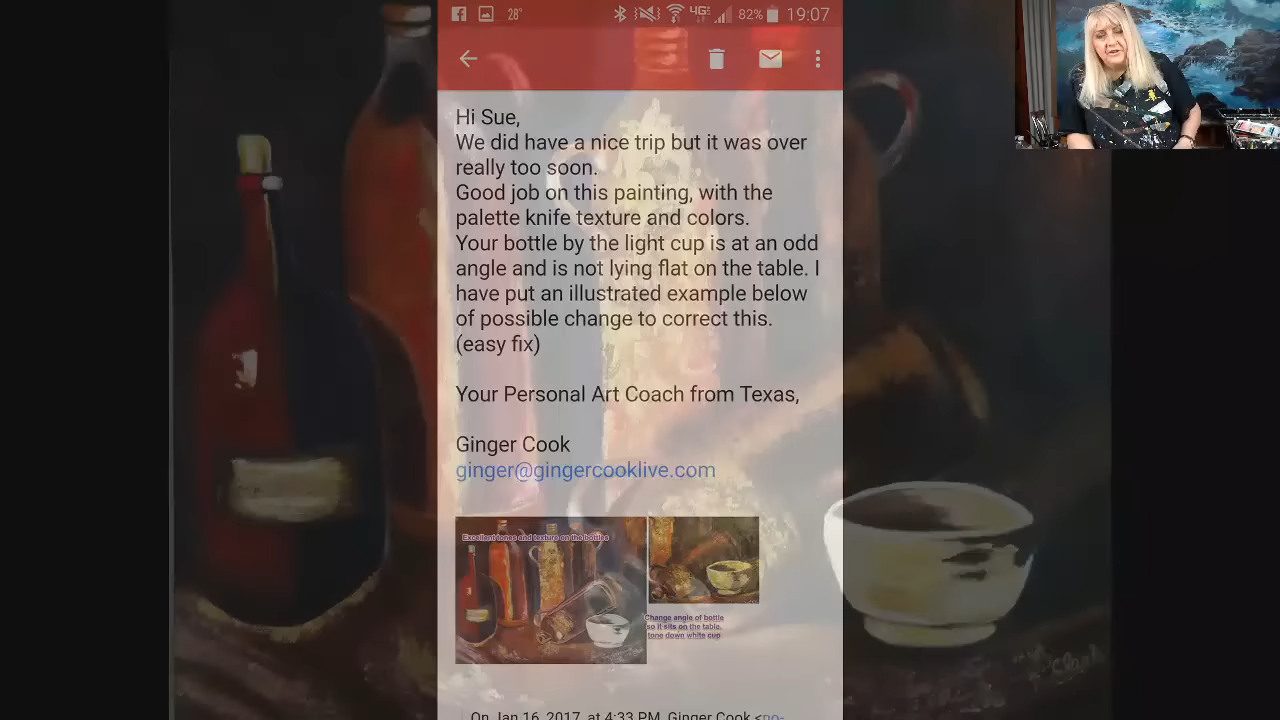 28°
4G
82%
19:07
Hi Sue,
We did have a nice trip but it was over
really too soon.
Good job on this painting, with the
palette knife texture and colors.
Your bottle by the light cup is at an odd
angle and is not lying flat on the table. I
have put an illustrated example below
of possible change to correct this.
(easy fix)
Your Personal Art Coach from Texas,
Ginger Cook
ginger@gingercooklive.com
Excellent tones and texture on the bottles
Change angle of bottle
so it sits on the table.
tone down white cup
On Jan 16, 2017, at 4:33 PM, Ginger Cook <no-